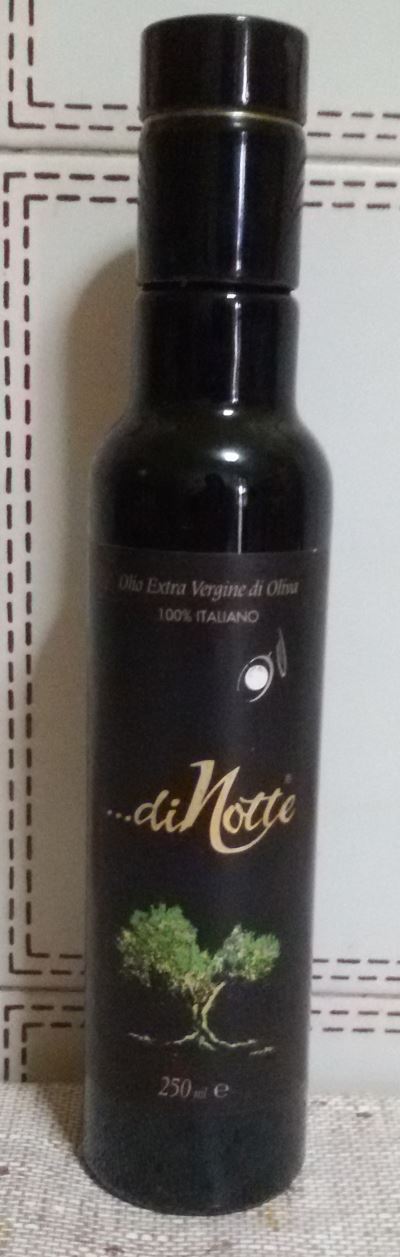 Olio Extra Vergine di Oliva
100% ITALIANO
...diNotte®
250 ml e